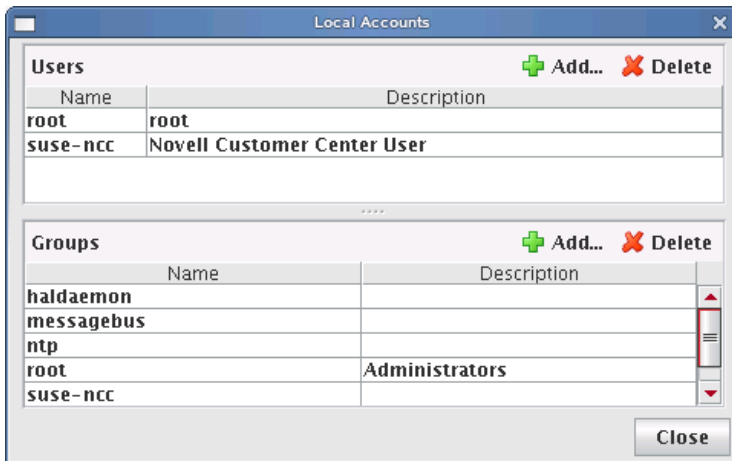 Local Accounts
Users Add... Delete
Name Description
root root
suse-ncc Novell Customer Center User
Groups Add... Delete
Name Description
haldaemon
messagebus
ntp
root Administrators
suse-ncc
Close